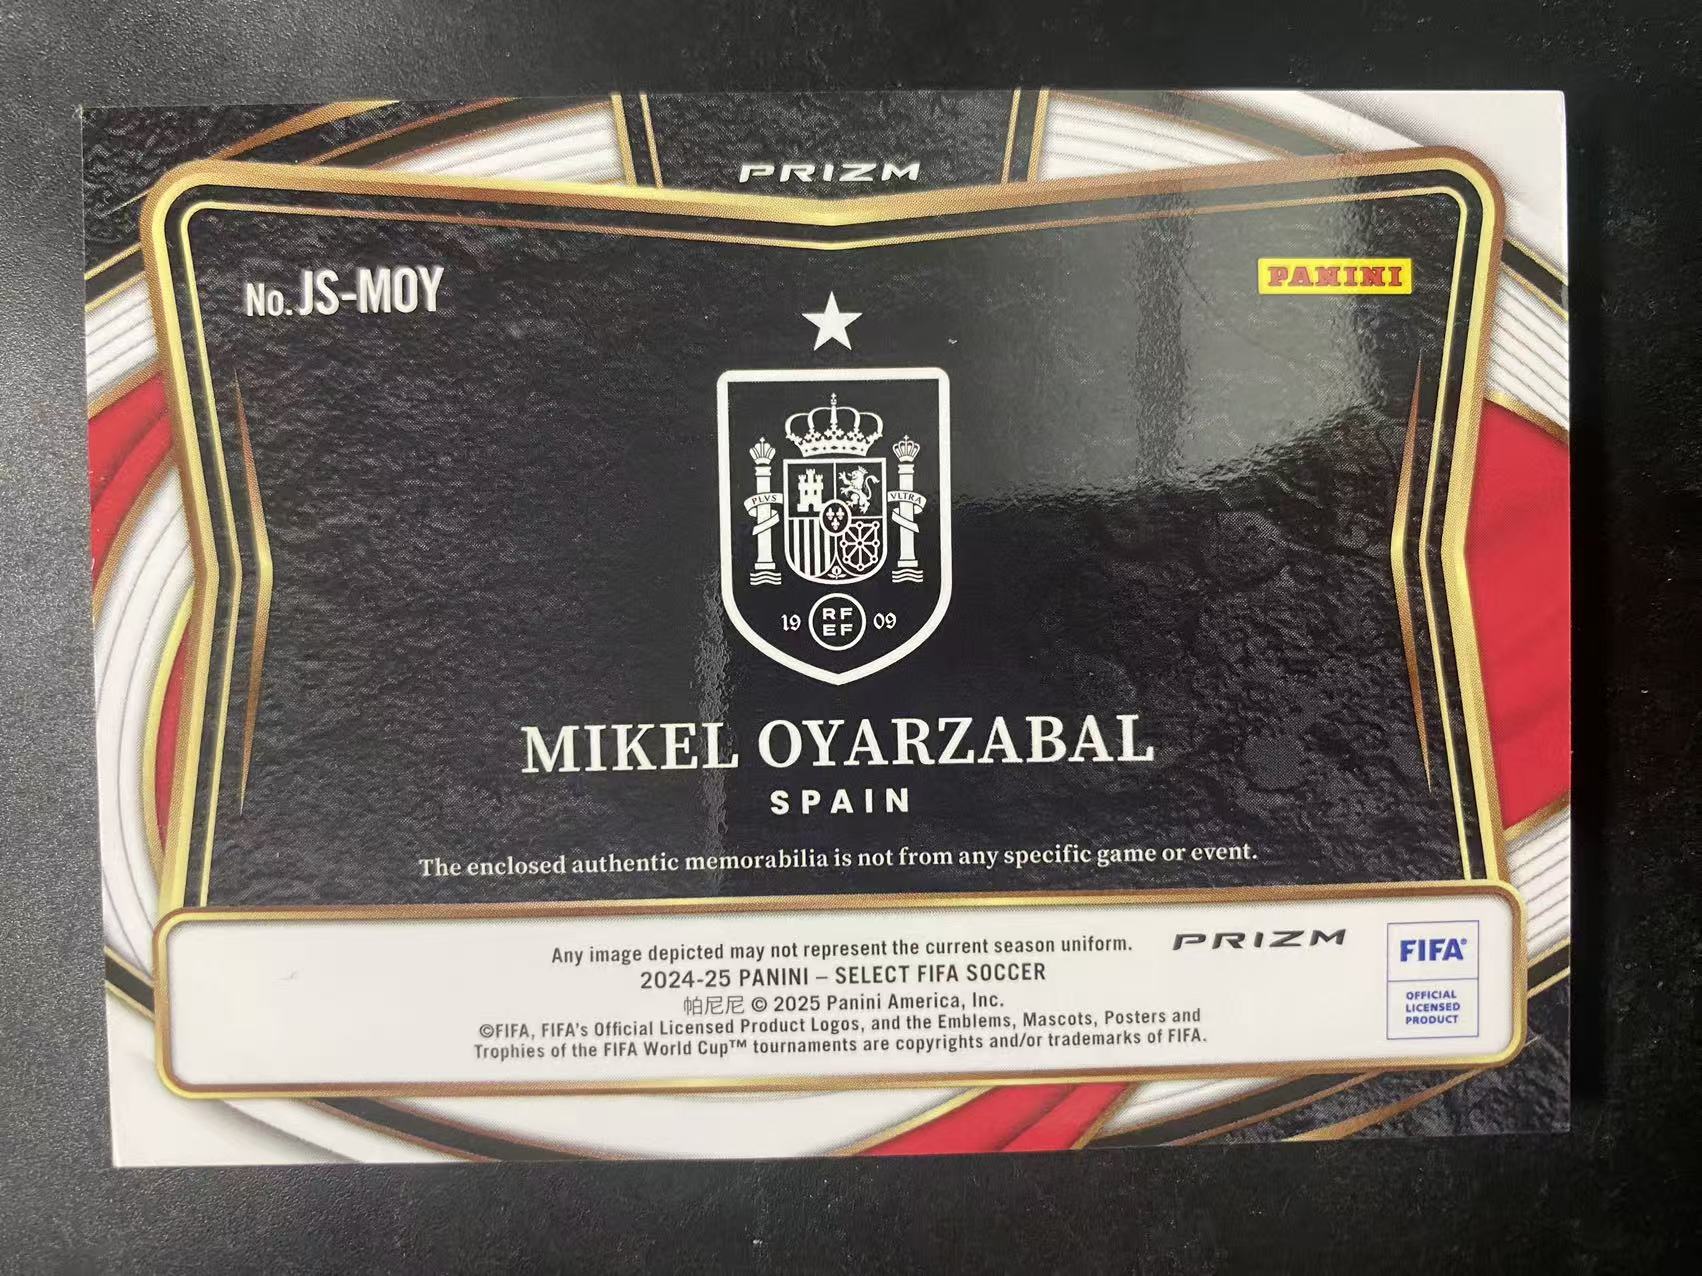 PRIZM
No. JS-MOY
PANINI
PLVS
VLTRA
19 RF EF 09
MIKEL OYARZABAL
SPAIN
The enclosed authentic memorabilia is not from any specific game or event.
Any image depicted may not represent the current season uniform.
PRIZM
2024-25 PANINI – SELECT FIFA SOCCER
帕尼尼 © 2025 Panini America, Inc.
©FIFA, FIFA's Official Licensed Product Logos, and the Emblems, Mascots, Posters and
Trophies of the FIFA World Cup™ tournaments are copyrights and/or trademarks of FIFA.
FIFA®
OFFICIAL
LICENSED
PRODUCT